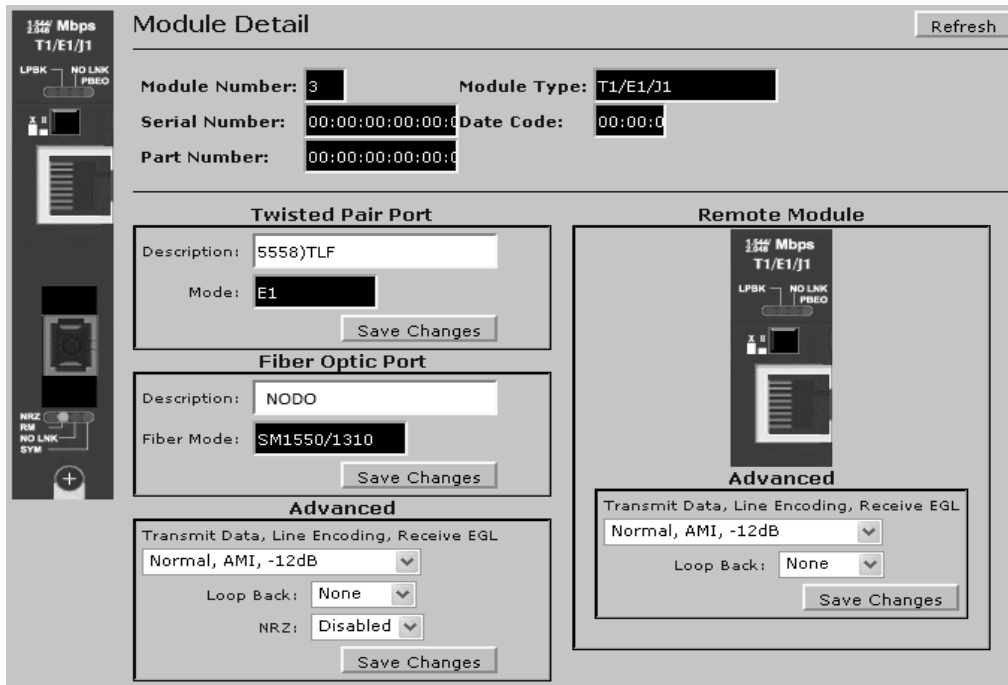 1.544/ Mbps
2.048
T1/E1/J1
LPBK NO LNK
PBEO
X II
NRZ
RM
NO LNK
SYM
Module Detail
Refresh
Module Number: 3 Module Type: T1/E1/J1
Serial Number: 00:00:00:00:00:0 Date Code: 00:00:0
Part Number: 00:00:00:00:00:0
Twisted Pair Port
Description: 5558)TLF
Mode: E1
Save Changes
Fiber Optic Port
Description: NODO
Fiber Mode: SM1550/1310
Save Changes
Advanced
Transmit Data, Line Encoding, Receive EGL
Normal, AMI, -12dB
Loop Back: None
NRZ: Disabled
Save Changes
Remote Module
1.544/ Mbps
2.048
T1/E1/J1
LPBK NO LNK
PBEO
X II
Advanced
Transmit Data, Line Encoding, Receive EGL
Normal, AMI, -12dB
Loop Back: None
Save Changes